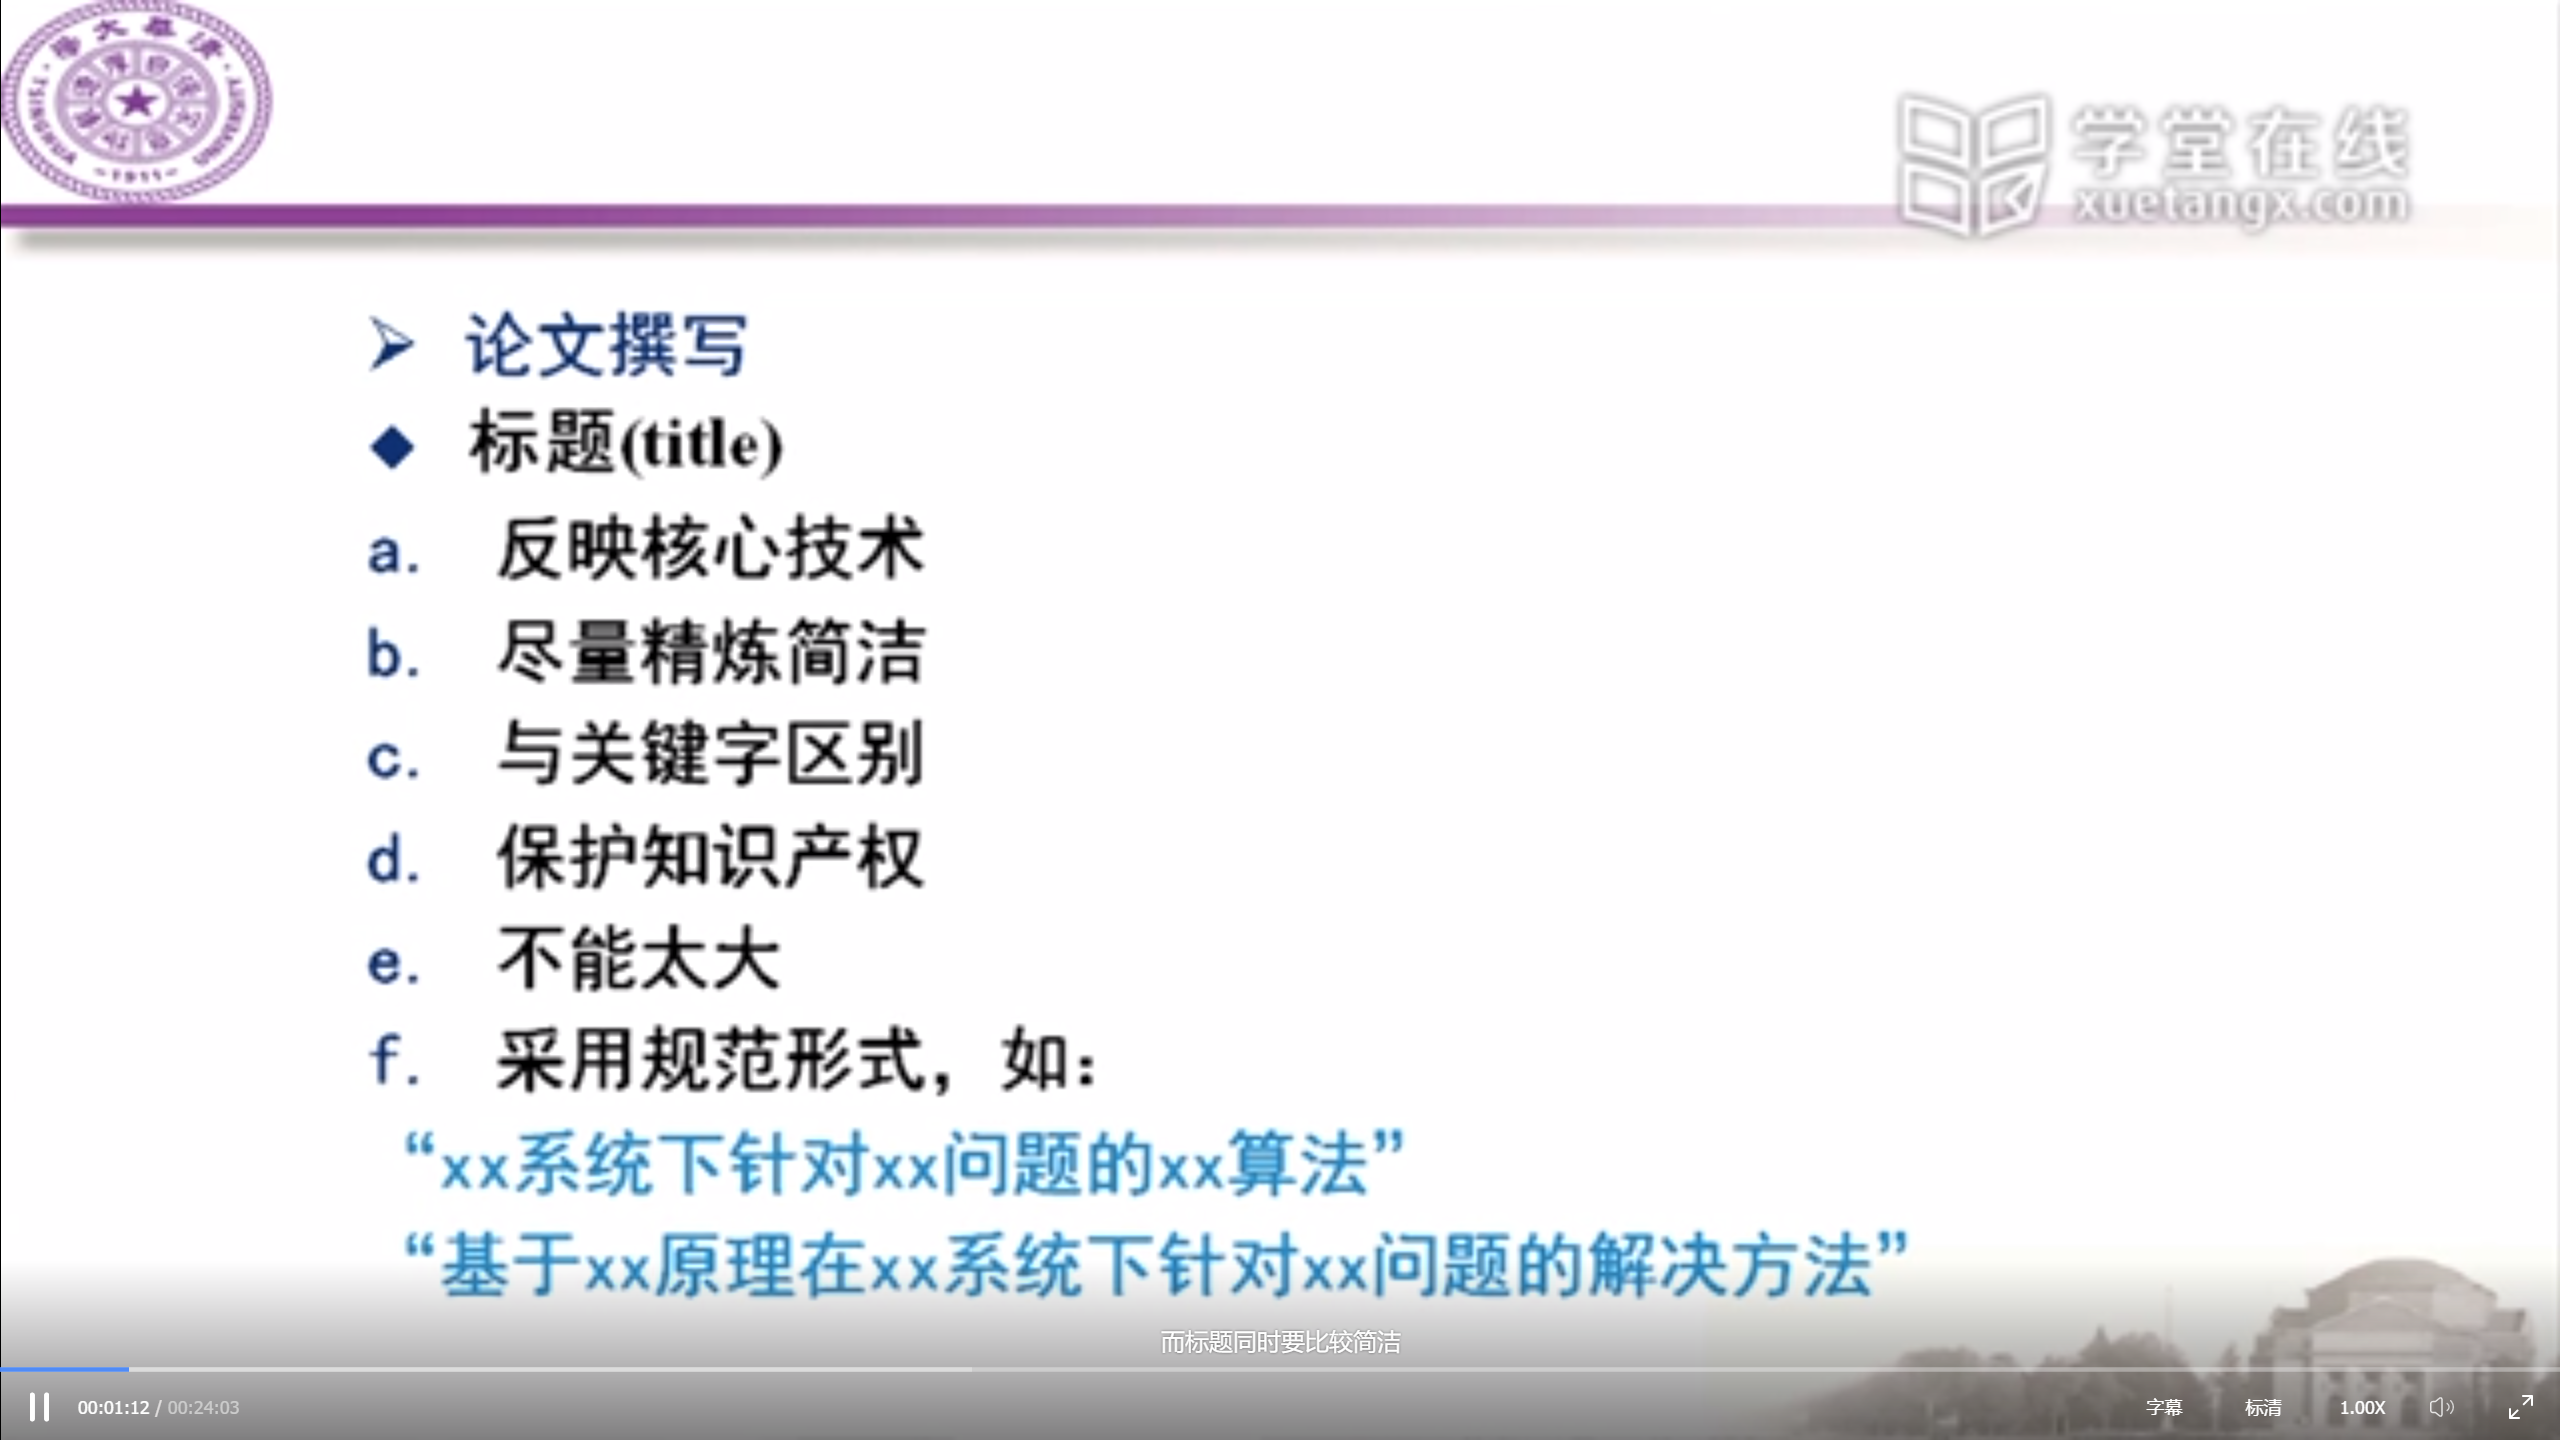 TSINGHUA UNIVERSITY
1911
学堂在线
xuetangx.com
论文撰写
标题(title)
a. 反映核心技术
b. 尽量精炼简洁
c. 与关键字区别
d. 保护知识产权
e. 不能太大
f. 采用规范形式，如：
“xx系统下针对xx问题的xx算法”
“基于xx原理在xx系统下针对xx问题的解决方法”
而标题同时要比较简洁
00:01:12 / 00:24:03
字幕
标清
1.00X